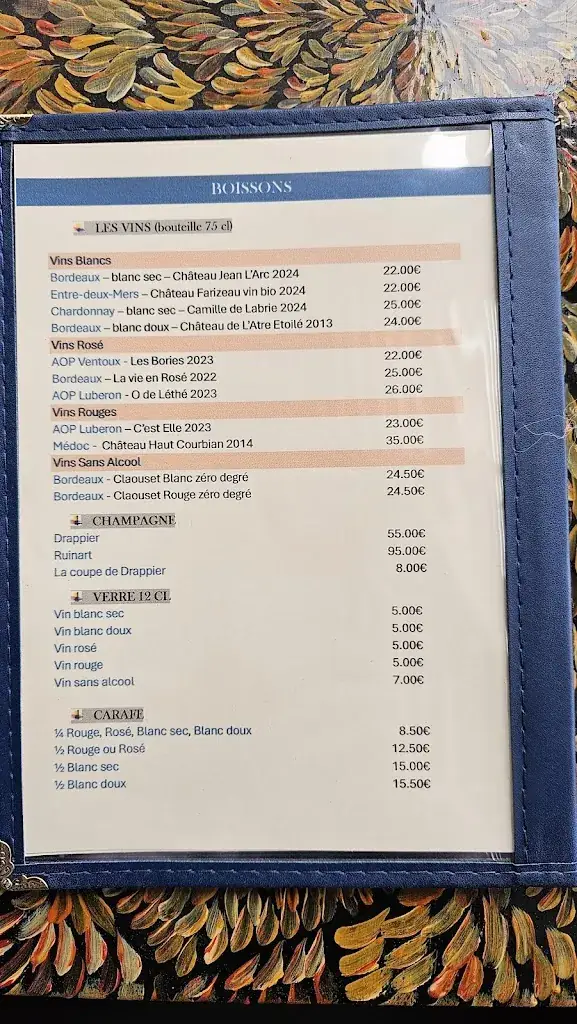 BOISSONS
LES VINS (bouteille 75 cl)
Vins Blancs
Bordeaux – blanc sec – Château Jean L'Arc 2024 22.00€
Entre-deux-Mers – Château Farizeau vin bio 2024 22.00€
Chardonnay – blanc sec – Camille de Labrie 2024 25.00€
Bordeaux – blanc doux – Château de L'Atre Etoilé 2013 24.00€
Vins Rosé
AOP Ventoux - Les Bories 2023 22.00€
Bordeaux – La vie en Rosé 2022 25.00€
AOP Luberon - O de Léthé 2023 26.00€
Vins Rouges
AOP Luberon – C'est Elle 2023 23.00€
Médoc - Château Haut Courbian 2014 35.00€
Vins Sans Alcool
Bordeaux - Claouset Blanc zéro degré 24.50€
Bordeaux - Claouset Rouge zéro degré 24.50€
CHAMPAGNE
Drappier 55.00€
Ruinart 95.00€
La coupe de Drappier 8.00€
VERRE 12 CL
Vin blanc sec 5.00€
Vin blanc doux 5.00€
Vin rosé 5.00€
Vin rouge 5.00€
Vin sans alcool 7.00€
CARAFE
¼ Rouge, Rosé, Blanc sec, Blanc doux 8.50€
½ Rouge ou Rosé 12.50€
½ Blanc sec 15.00€
½ Blanc doux 15.50€